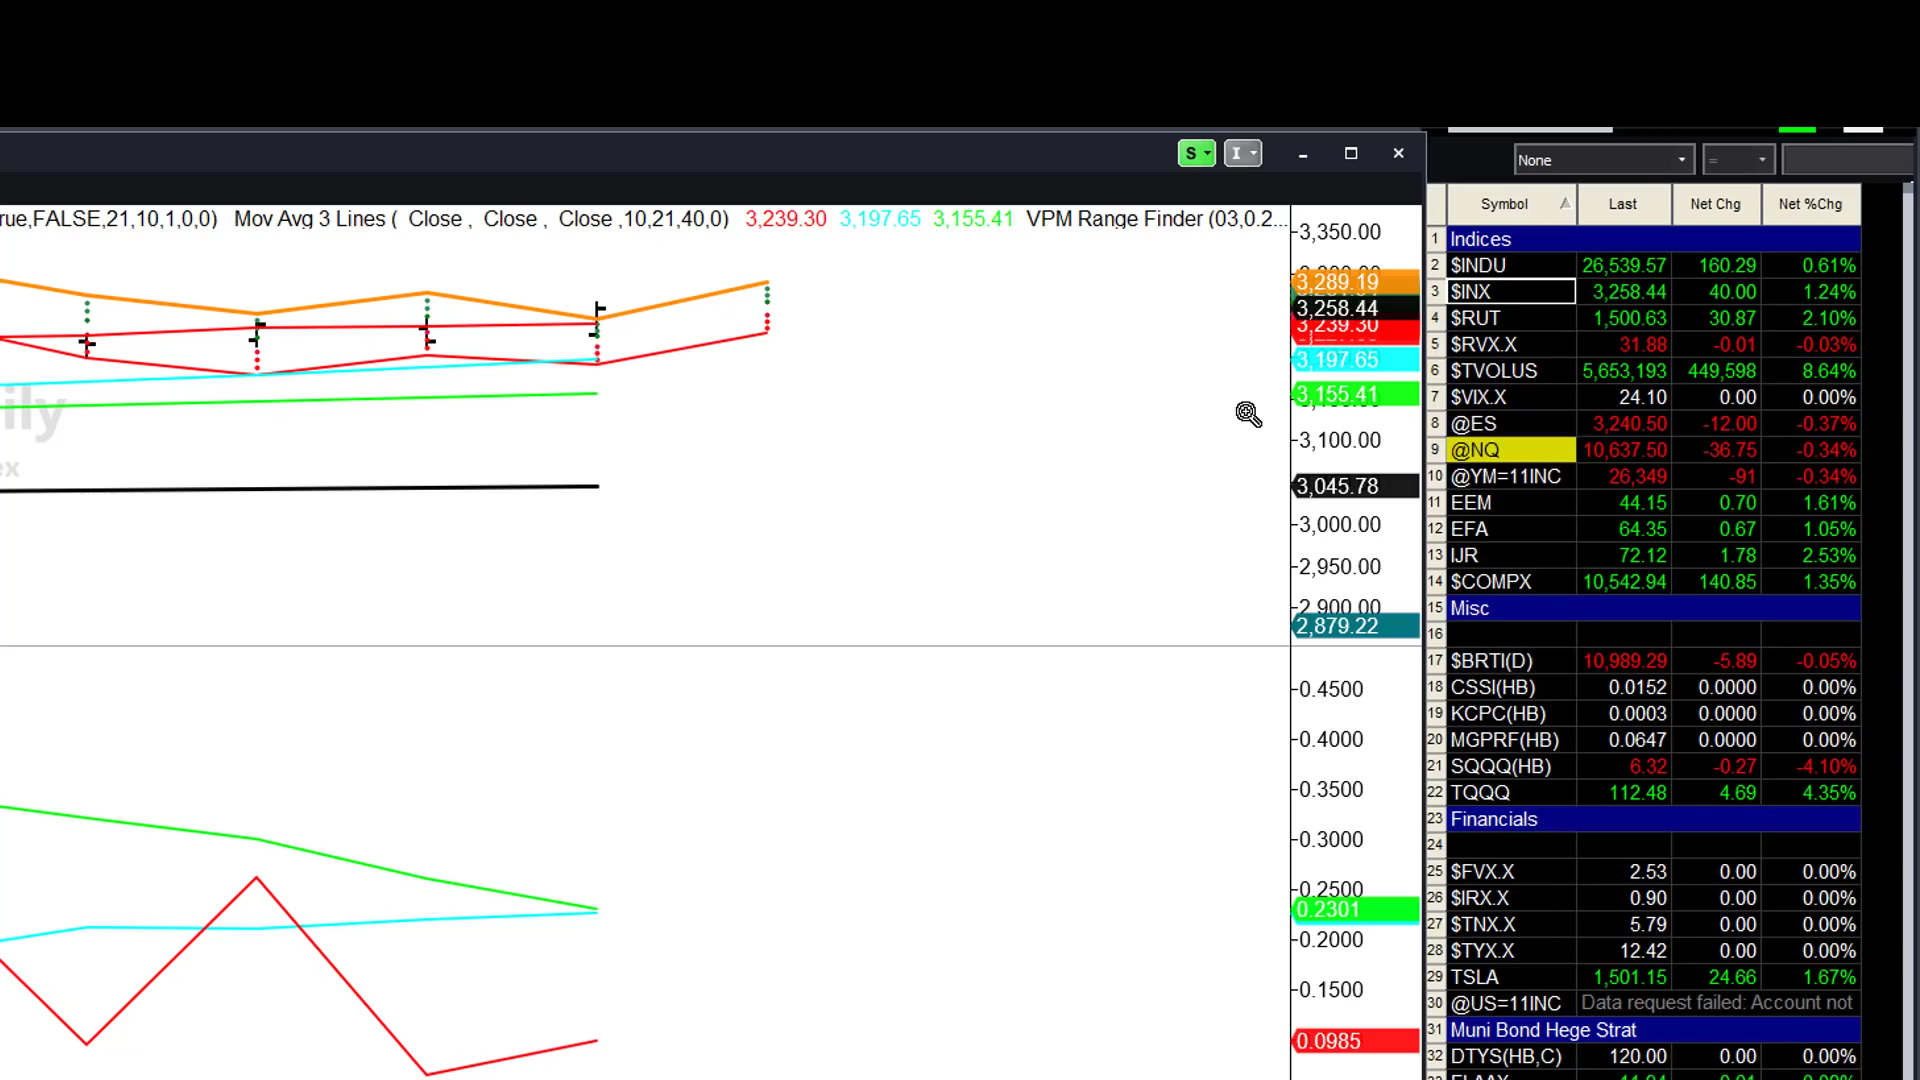 S I
None =
rue,FALSE,21,10,1,0,0) Mov Avg 3 Lines ( Close , Close , Close ,10,21,40,0) 3,239.30 3,197.65 3,155.41 VPM Range Finder (03,0.2...
3,350.00
3,289.19
3,258.44
3,239.30
3,197.65
3,155.41
3,100.00
3,045.78
3,000.00
2,950.00
2,900.00
2,879.22
ily
ex
0.4500
0.4000
0.3500
0.3000
0.2500
0.2301
0.2000
0.1500
0.0985
Symbol Last Net Chg Net %Chg
1 Indices
2 $INDU 26,539.57 160.29 0.61%
3 $INX 3,258.44 40.00 1.24%
4 $RUT 1,500.63 30.87 2.10%
5 $RVX.X 31.88 -0.01 -0.03%
6 $TVOLUS 5,653,193 449,598 8.64%
7 $VIX.X 24.10 0.00 0.00%
8 @ES 3,240.50 -12.00 -0.37%
9 @NQ 10,637.50 -36.75 -0.34%
10 @YM=11INC 26,349 -91 -0.34%
11 EEM 44.15 0.70 1.61%
12 EFA 64.35 0.67 1.05%
13 IJR 72.12 1.78 2.53%
14 $COMPX 10,542.94 140.85 1.35%
15 Misc
16
17 $BRTI(D) 10,989.29 -5.89 -0.05%
18 CSSI(HB) 0.0152 0.0000 0.00%
19 KCPC(HB) 0.0003 0.0000 0.00%
20 MGPRF(HB) 0.0647 0.0000 0.00%
21 SQQQ(HB) 6.32 -0.27 -4.10%
22 TQQQ 112.48 4.69 4.35%
23 Financials
24
25 $FVX.X 2.53 0.00 0.00%
26 $IRX.X 0.90 0.00 0.00%
27 $TNX.X 5.79 0.00 0.00%
28 $TYX.X 12.42 0.00 0.00%
29 TSLA 1,501.15 24.66 1.67%
30 @US=11INC Data request failed: Account not
31 Muni Bond Hege Strat
32 DTYS(HB,C) 120.00 0.00 0.00%